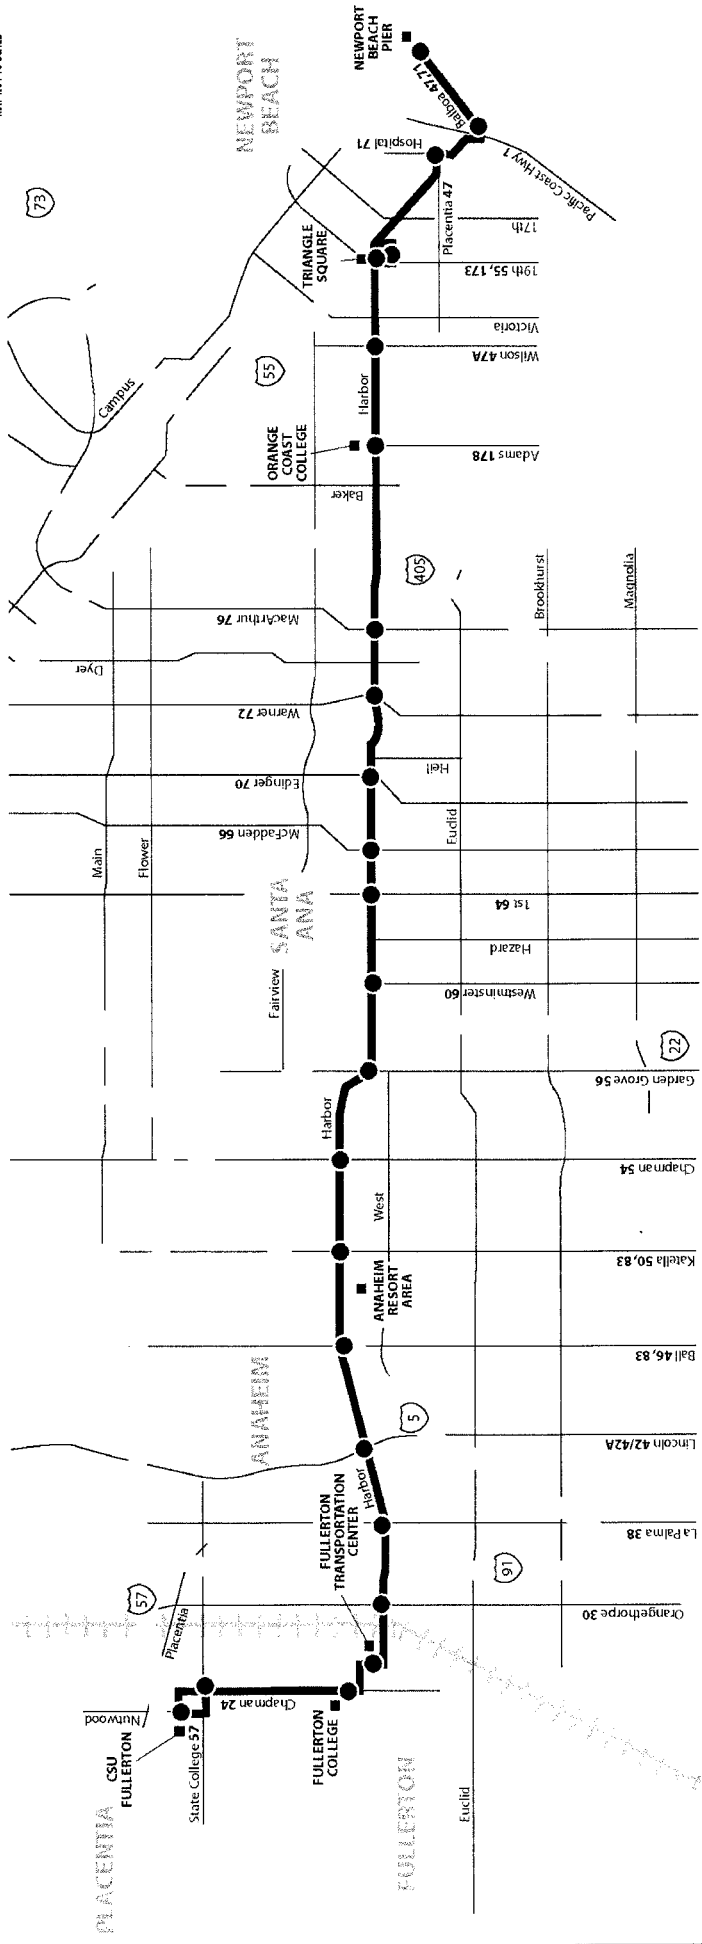 NEWPORT
BEACH
PIER
NEWPORT
BEACH
Balboa 47,71
Hospital 71
Pacific Coast Hwy 1
73
Placentia 47
17th
TRIANGLE
SQUARE
19th 55,173
Victoria
Wilson 47A
55
Harbor
Campus
ORANGE
COAST
COLLEGE
Adams 178
Baker
405
Brookhurst
Magnolia
MacArthur 76
Dyer
Warner 72
Heil
Edinger 70
Euclid
McFadden 66
Main
Flower
1st 64
SANTA
ANA
Hazard
Fairview
Westminster 60
22
Garden Grove 56
Harbor
Chapman 54
West
Katella 50,83
ANAHEIM
RESORT
AREA
Ball 46,83
ANAHEIM
5
Lincoln 42/42A
Harbor
FULLERTON
TRANSPORTATION
CENTER
La Palma 38
91
57
Orangethorpe 30
Placentia
Chapman 24
Nutwood
CSU
FULLERTON
State College 57
FULLERTON
COLLEGE
PLACENTIA
FULLERTON
Euclid